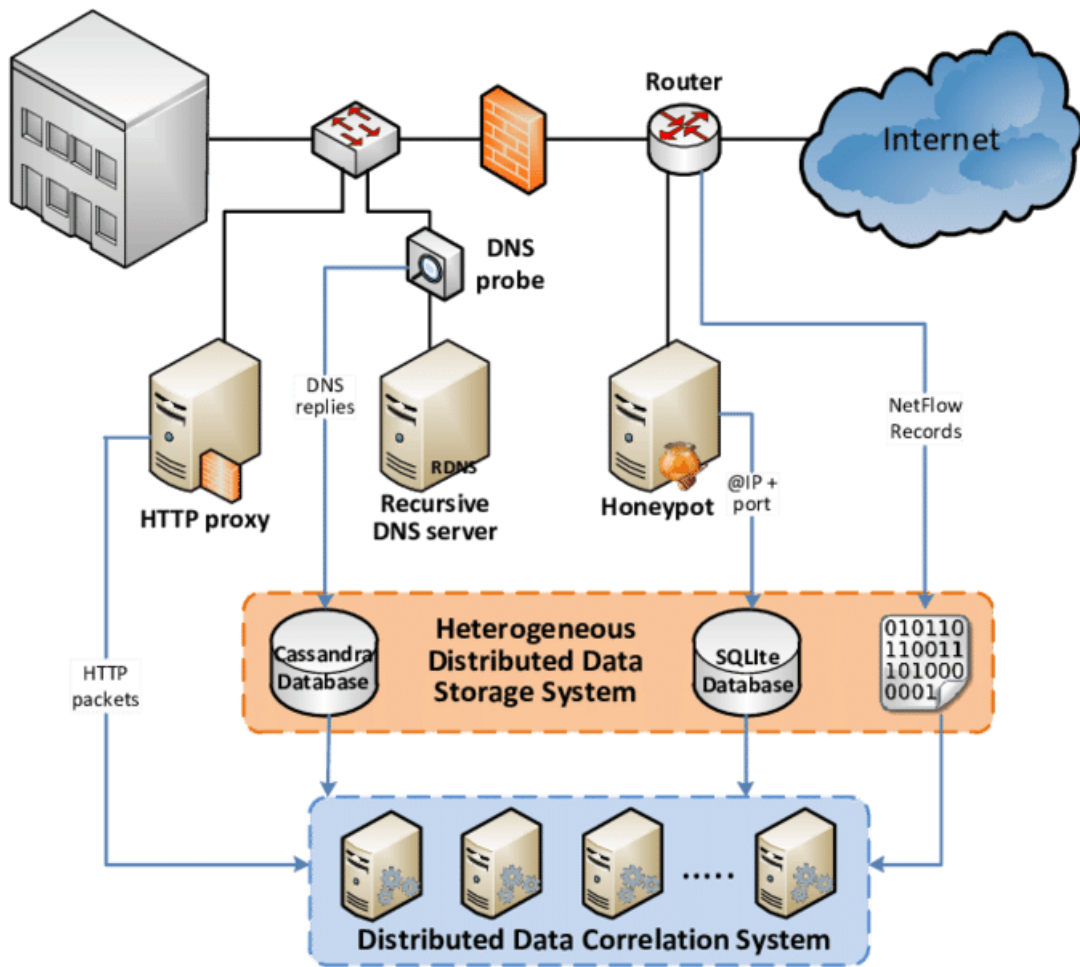 Router
Internet
DNS
probe
DNS
replies
NetFlow
Records
RDNS
@IP +
port
HTTP proxy
Recursive
DNS server
Honeypot
Heterogeneous
Distributed Data
Storage System
Cassandra
Database
SQLIte
Database
010110
110011
101000
0001
HTTP
packets
.....
Distributed Data Correlation System